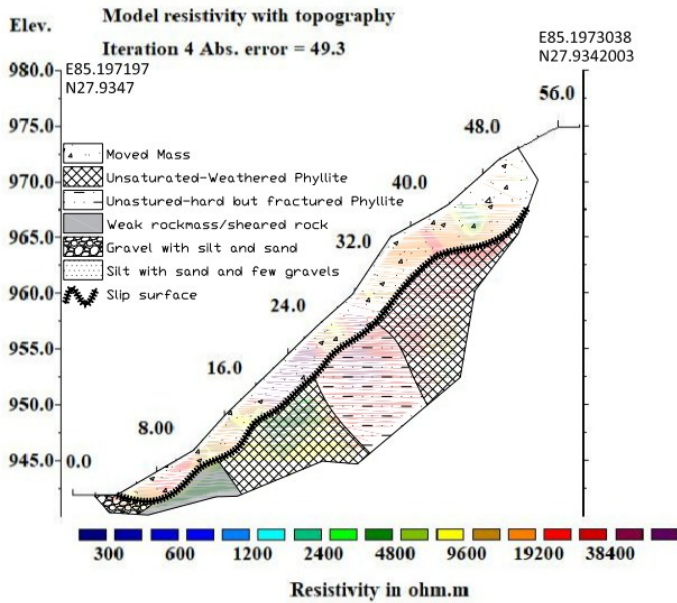 Elev.
Model resistivity with topography
Iteration 4 Abs. error = 49.3
E85.197197
N27.9347
E85.1973038
N27.9342003
980.0
975.0
970.0
965.0
960.0
955.0
950.0
945.0
0.0
8.00
16.0
24.0
32.0
40.0
48.0
56.0
Moved Mass
Unsaturated-Weathered Phyllite
Unastured-hard but fractured Phyllite
Weak rockmass/sheared rock
Gravel with silt and sand
Silt with sand and few gravels
Slip surface
300 600 1200 2400 4800 9600 19200 38400
Resistivity in ohm.m